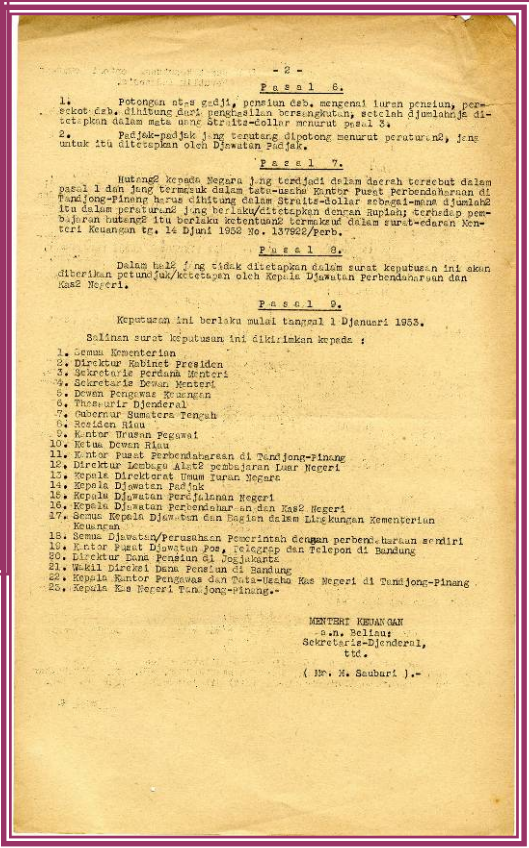 - 2 -
P a s a l 6.
1. Potongan atas gadji, pensiun dsb. mengenai iuran pensiun, per-
sekot dsb. dihitung dari penghasilan bersangkutan, setelah djumlahnja di-
tetapkan dalam mata uang Straits-dollar menurut pasal 3.
2. Padjak-padjak jang terutang dipotong menurut peraturan2, jang
untuk itu ditetapkan oleh Djawatan Padjak.
P a s a l 7.
Hutang2 kepada Negara jang terdjadi dalam daerah tersebut dalam
pasal 1 dan jang termasuk dalam tata-usaha Kantor Pusat Perbendaharaan di
Tandjong-Pinang harus dihitung dalam Straits-dollar sebagai-mana djumlah2
itu dalam peraturan2 jang berlaku/ditetapkan dengan Rupiah; terhadap pem-
bajaran hutang2 itu berlaku ketentuan2 termaksud dalam surat-edaran Men-
teri Keuangan tg. 14 Djuni 1952 No. 137922/Perb.
P a s a l 8.
Dalam hal2 jang tidak ditetapkan dalam surat keputusan ini akan
diberikan petundjuk/ketetapan oleh Kepala Djawatan Perbendaharaan dan
Kas2 Negeri.
P a s a l 9.
Keputusan ini berlaku mulai tanggal 1 Djanuari 1953.
Salinan surat keputusan ini dikirimkan kepada :
1. Semua Kementerian
2. Direktur Kabinet Presiden
3. Sekretaris Perdana Menteri
4. Sekretaris Dewan Menteri
5. Dewan Pengawas Keuangan
6. Thesaurir Djenderal
7. Gubernur Sumatera Tengah
8. Residen Riau
9. Kantor Urusan Pegawai
10. Ketua Dewan Riau
11. Kantor Pusat Perbendaharaan di Tandjong-Pinang
12. Direktur Lembaga Alat2 pembajaran Luar Negeri
13. Kepala Direktorat Umum Iuran Negara
14. Kepala Djawatan Padjak
15. Kepala Djawatan Perdjalanan Negeri
16. Kepala Djawatan Perbendaharaan dan Kas2 Negeri
17. Semua Kepala Djawatan dan Bagian dalam Lingkungan Kementerian
Keuangan
18. Semua Djawatan/Perusahaan Pemerintah dengan perbendaharaan sendiri
19. Kantor Pusat Djawatan Pos, Telagrap dan Telepon di Bandung
20. Direktur Dana Pensiun di Jogjakarta
21. Wakil Direksi Dana Pensiun di Bandung
22. Kepala Kantor Pengawas dan Tata-Usaha Kas Negeri di Tandjong-Pinang
23. Kepala Kas Negeri Tandjong-Pinang.-
MENTERI KEUANGAN
a.n. Beliau:
Sekretaris-Djenderal,
ttd.
( Mr. M. Saubari ).-